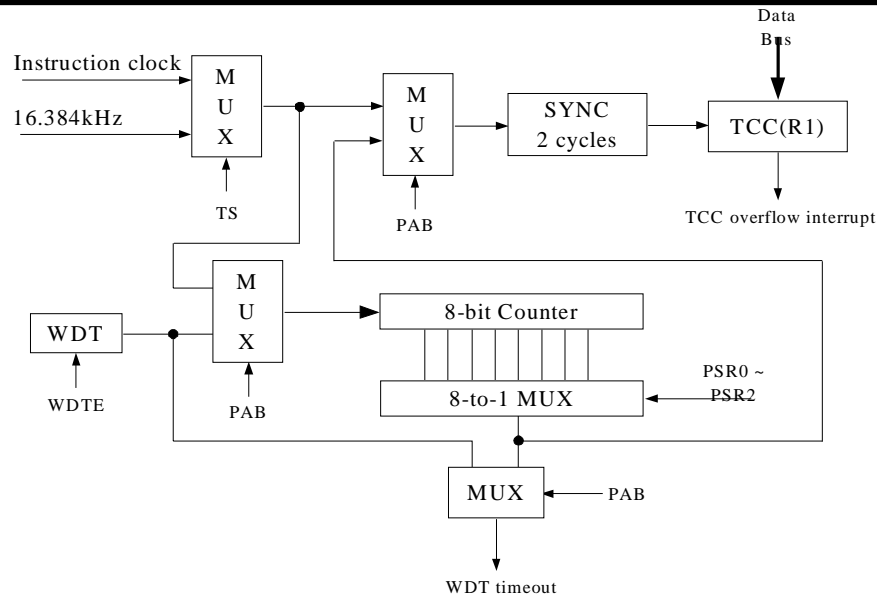 Data
Bus
Instruction clock
M
U
X
M
U
X
SYNC
2 cycles
TCC(R1)
16.384kHz
TS
PAB
TCC overflow interrupt
M
U
X
8-bit Counter
WDT
PSR0 ~
PSR2
WDTE
PAB
8-to-1 MUX
MUX
PAB
WDT timeout